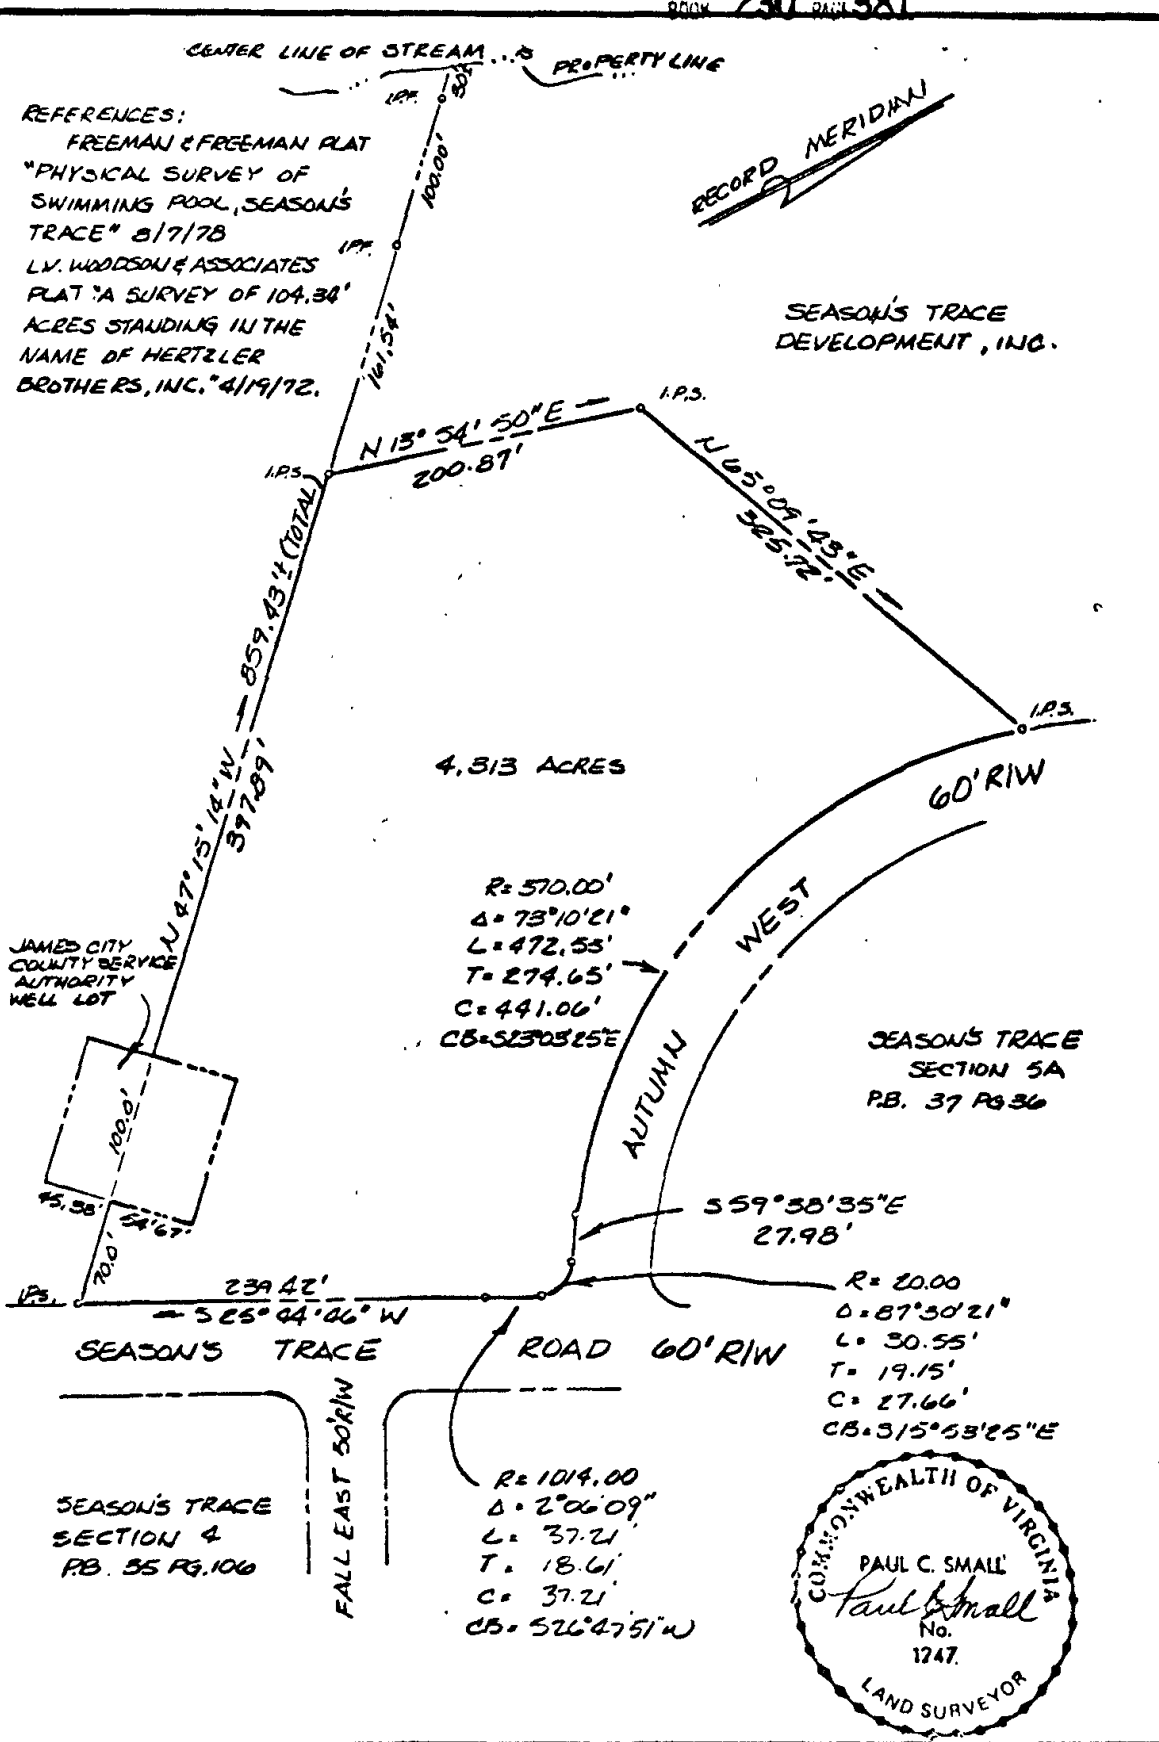 BOOK 230 PAGE 581
CENTER LINE OF STREAM...IS PROPERTY LINE
I.P.F.
30'±
REFERENCES:
FREEMAN & FREEMAN PLAT
"PHYSICAL SURVEY OF
SWIMMING POOL, SEASON'S
TRACE" 8/7/78
L.V. WOODSON & ASSOCIATES
PLAT "A SURVEY OF 104.34'
ACRES STANDING IN THE
NAME OF HERTZLER
BROTHERS, INC." 4/19/72.
100.00'
I.P.F.
161.54'
RECORD MERIDIAN
SEASON'S TRACE
DEVELOPMENT, INC.
I.P.S.
N 13° 54' 50" E
200.87'
I.P.S.
N 65° 09' 43" E
325.72'
I.P.S.
N 47° 15' 14" W
859.43'± (TOTAL)
397.89'
4.313 ACRES
60' R/W
R= 370.00'
Δ= 73°10'21"
L= 472.53'
T= 274.65'
C= 441.06'
CB=S23°03'25"E
AUTUMN WEST
JAMES CITY
COUNTY SERVICE
AUTHORITY
WELL LOT
100.0'
45.33'
54'67'
70.0'
SEASON'S TRACE
SECTION 5A
P.B. 37 PG 36
S 59° 38' 35" E
27.98'
I.P.S.
239.42'
S 25° 44' 46" W
R= 20.00
Δ= 87°30'21"
L= 30.55'
T= 19.15'
C= 27.66'
CB=S15°53'25"E
SEASON'S TRACE ROAD 60' R/W
FALL EAST 50' R/W
SEASON'S TRACE
SECTION 4
P.B. 35 PG. 106
R= 1014.00
Δ= 2°06'09"
L= 37.21'
T= 18.61'
C= 37.21'
CB= S26°47'51" W
COMMONWEALTH OF VIRGINIA
PAUL C. SMALL
Paul C Small
No.
1247.
LAND SURVEYOR